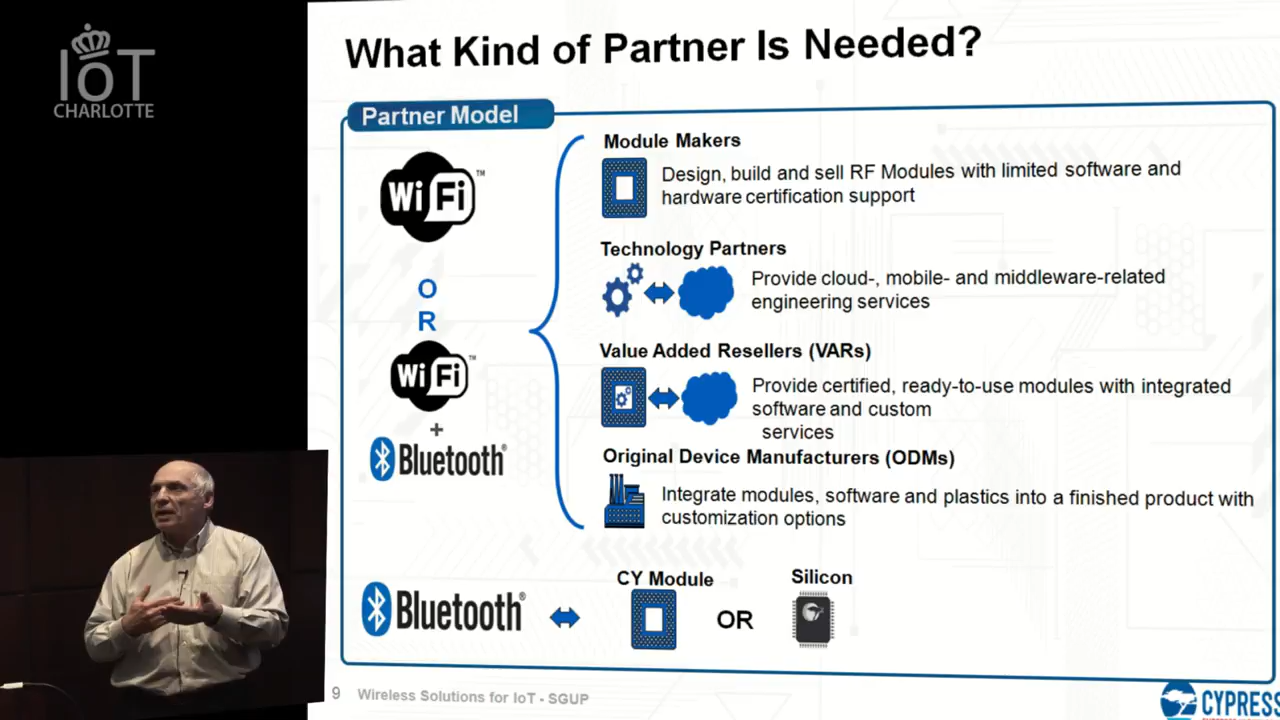 IoT
CHARLOTTE
What Kind of Partner Is Needed?
Partner Model
WiFi™
O
R
WiFi™
+
Bluetooth®
Module Makers
Design, build and sell RF Modules with limited software and
hardware certification support
Technology Partners
Provide cloud-, mobile- and middleware-related
engineering services
Value Added Resellers (VARs)
Provide certified, ready-to-use modules with integrated
software and custom
services
Original Device Manufacturers (ODMs)
Integrate modules, software and plastics into a finished product with
customization options
Bluetooth®
CY Module
OR
Silicon
9 Wireless Solutions for IoT - SGUP
CYPRESS